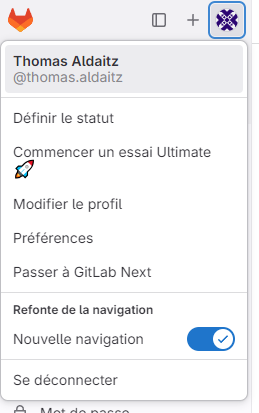 Thomas Aldaitz
@thomas.aldaitz
Définir le statut
Commencer un essai Ultimate
Modifier le profil
Préférences
Passer à GitLab Next
Refonte de la navigation
Nouvelle navigation
Se déconnecter
Mot de passe